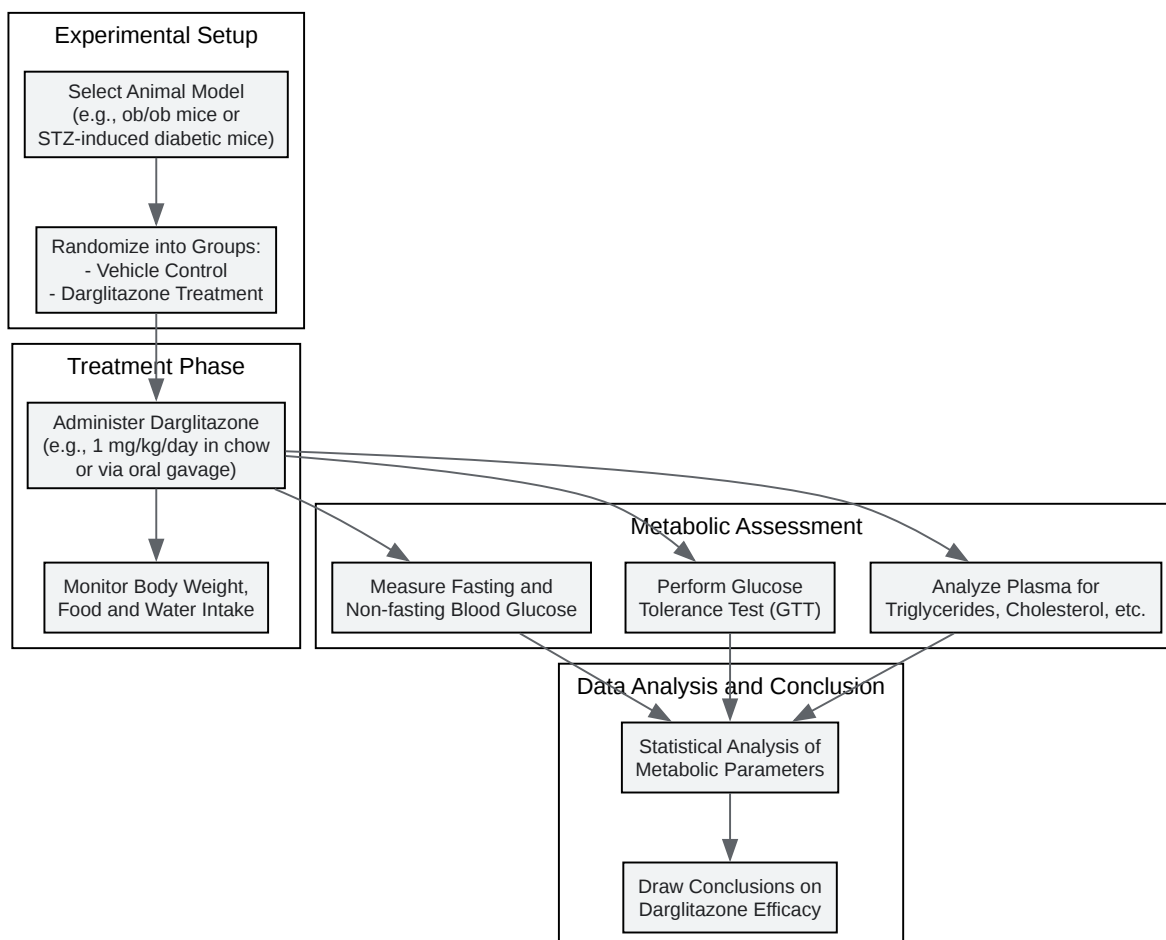 Experimental Setup
Select Animal Model
(e.g., ob/ob mice or
STZ-induced diabetic mice)
Randomize into Groups:
- Vehicle Control
- Darglitazone Treatment
Treatment Phase
Administer Darglitazone
(e.g., 1 mg/kg/day in chow
or via oral gavage)
Monitor Body Weight,
Food and Water Intake
Metabolic Assessment
Measure Fasting and
Non-fasting Blood Glucose
Perform Glucose
Tolerance Test (GTT)
Analyze Plasma for
Triglycerides, Cholesterol, etc.
Data Analysis and Conclusion
Statistical Analysis of
Metabolic Parameters
Draw Conclusions on
Darglitazone Efficacy